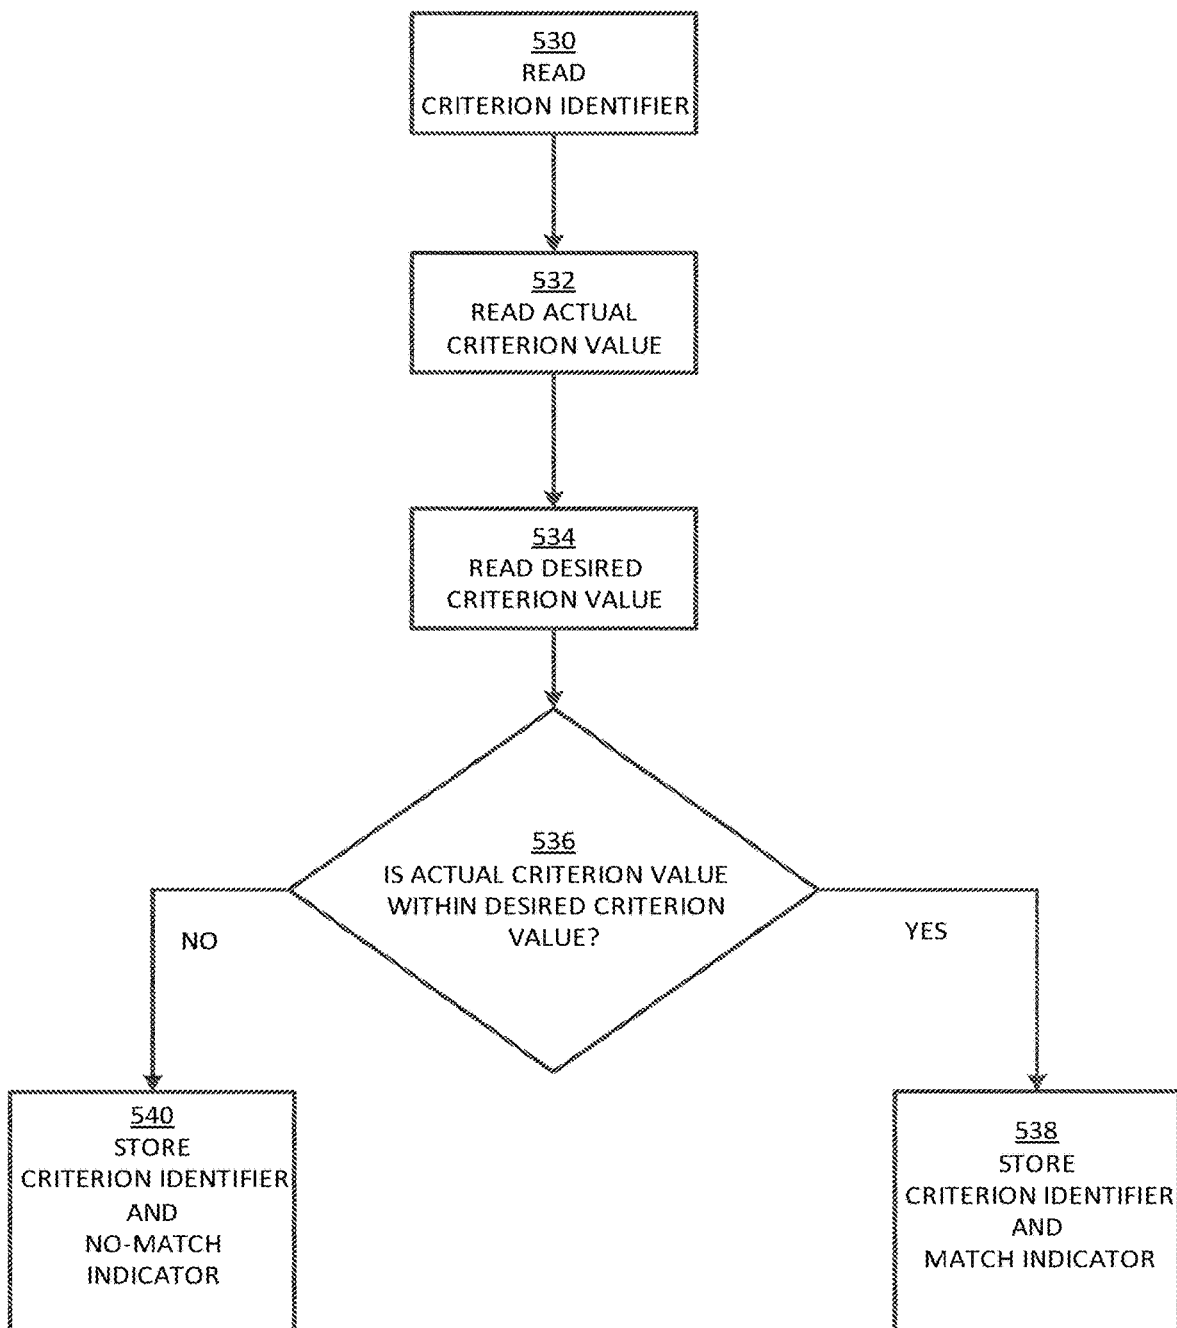 530
READ
CRITERION IDENTIFIER
532
READ ACTUAL
CRITERION VALUE
534
READ DESIRED
CRITERION VALUE
536
IS ACTUAL CRITERION VALUE
WITHIN DESIRED CRITERION
VALUE?
NO
YES
540
STORE
CRITERION IDENTIFIER
AND
NO-MATCH
INDICATOR
538
STORE
CRITERION IDENTIFIER
AND
MATCH INDICATOR